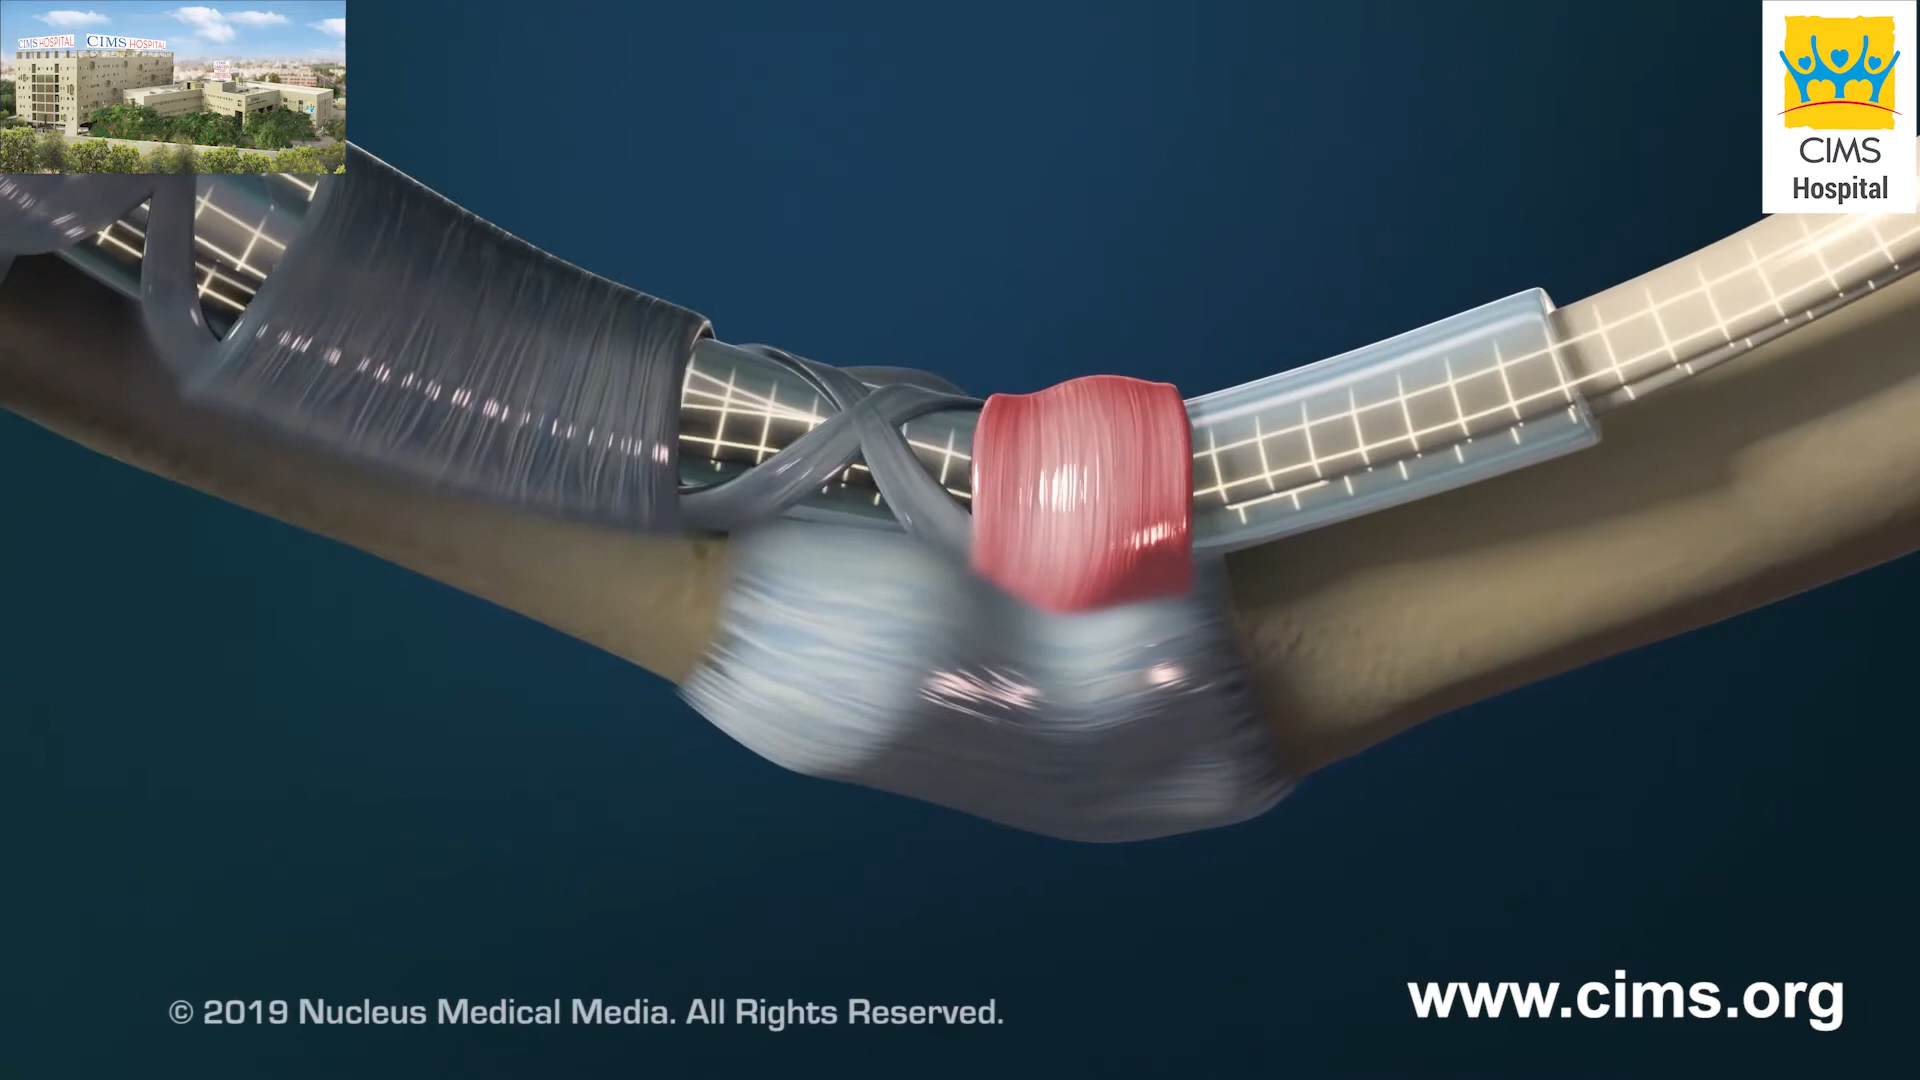 CIMS HOSPITAL CIMS HOSPITAL
CIMS
Hospital
© 2019 Nucleus Medical Media. All Rights Reserved.
www.cims.org